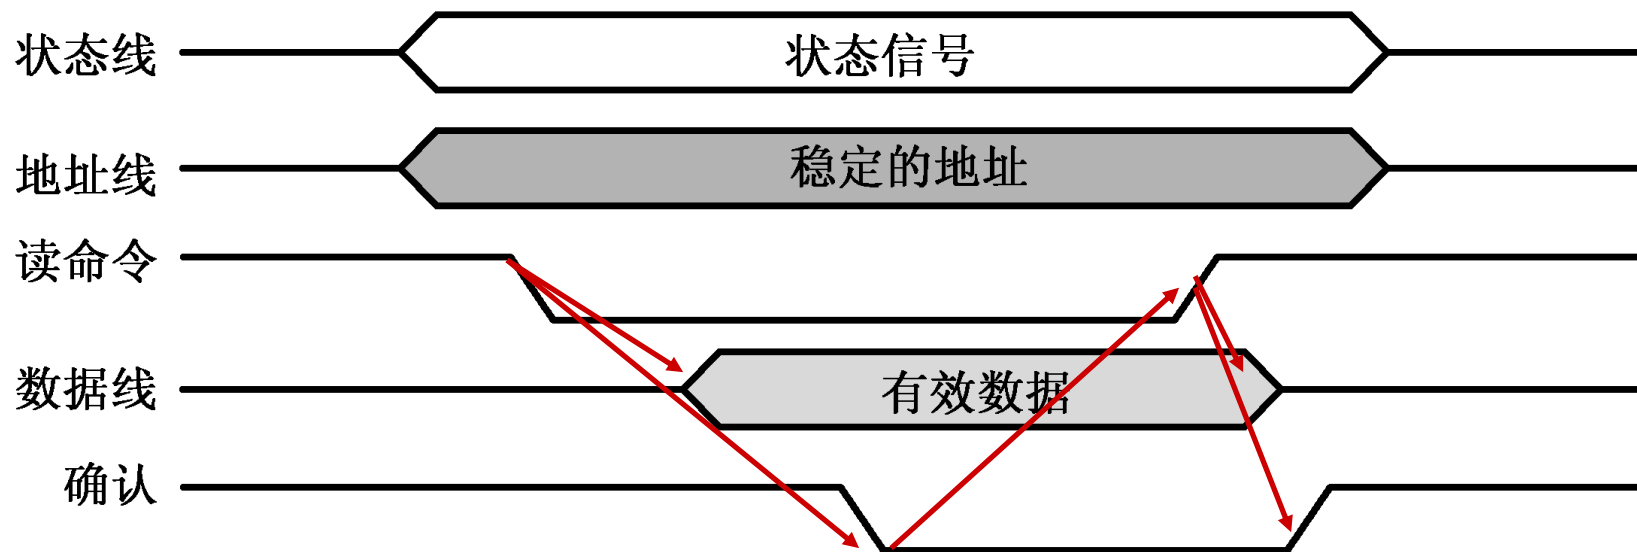 状态线 状态信号
地址线 稳定的地址
读命令
数据线 有效数据
确认